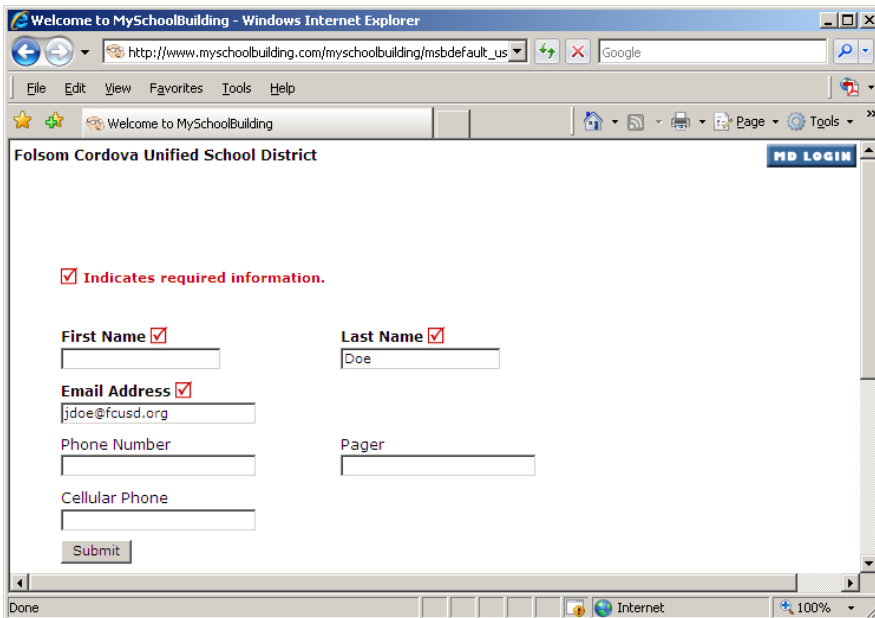 Welcome to MySchoolBuilding - Windows Internet Explorer
http://www.myschoolbuilding.com/myschoolbuilding/msbdefault_us
Google
File Edit View Favorites Tools Help
Welcome to MySchoolBuilding
Page Tools »
Folsom Cordova Unified School District
MD LOGIN
Indicates required information.
First Name Last Name
Doe
Email Address
jdoe@fcusd.org
Phone Number Pager
Cellular Phone
Submit
Done Internet 100%